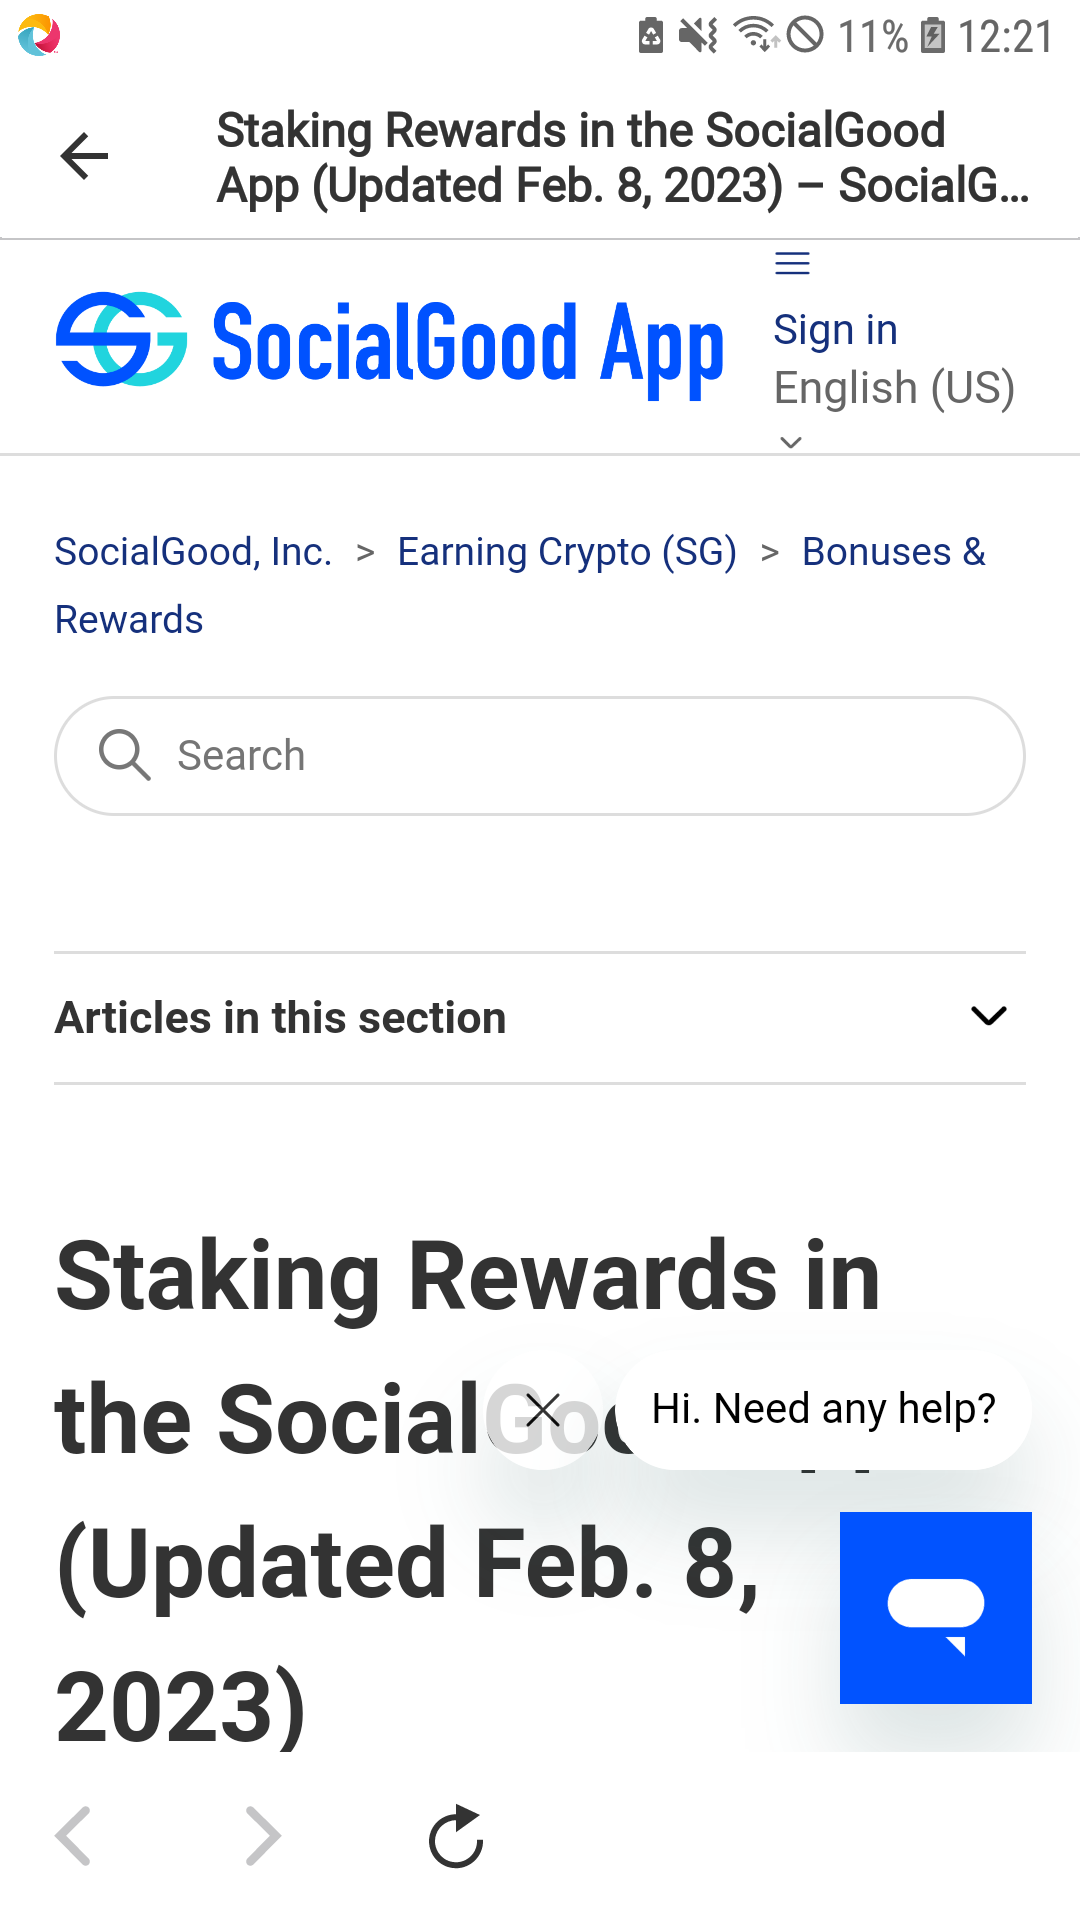 11% 12:21
Staking Rewards in the SocialGood
App (Updated Feb. 8, 2023) – SocialG...
SocialGood App
Sign in
English (US)
SocialGood, Inc. > Earning Crypto (SG) > Bonuses &
Rewards
Search
Articles in this section
Staking Rewards in
the SocialGo
Hi. Need any help?
(Updated Feb. 8,
2023)